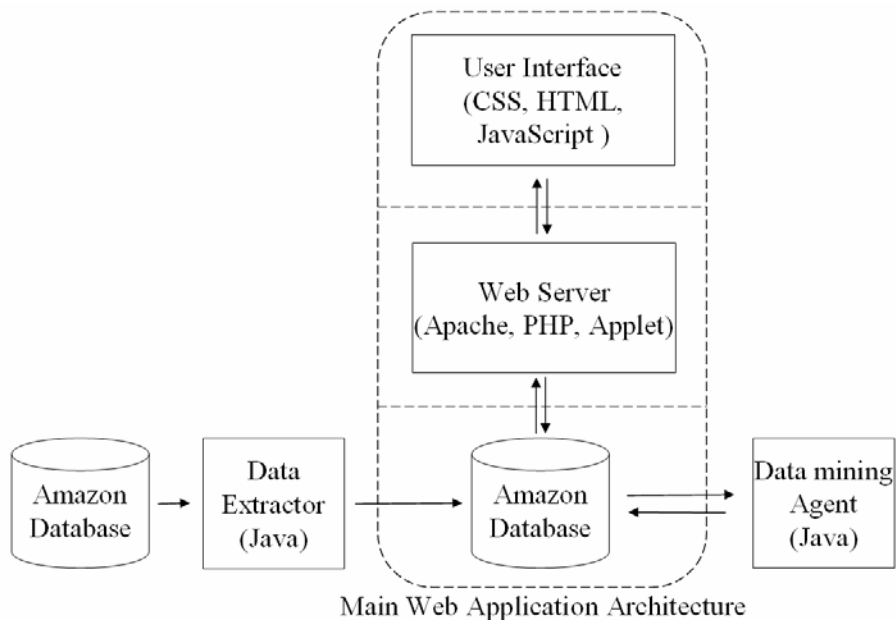 User Interface
(CSS, HTML,
JavaScript )
Web Server
(Apache, PHP, Applet)
Amazon
Database
Data
Extractor
(Java)
Amazon
Database
Data mining
Agent
(Java)
Main Web Application Architecture